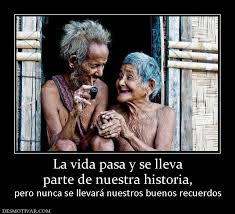 La vida pasa y se lleva
parte de nuestra historia,
pero nunca se llevará nuestros buenos recuerdos
DESMOTIVAR.COM